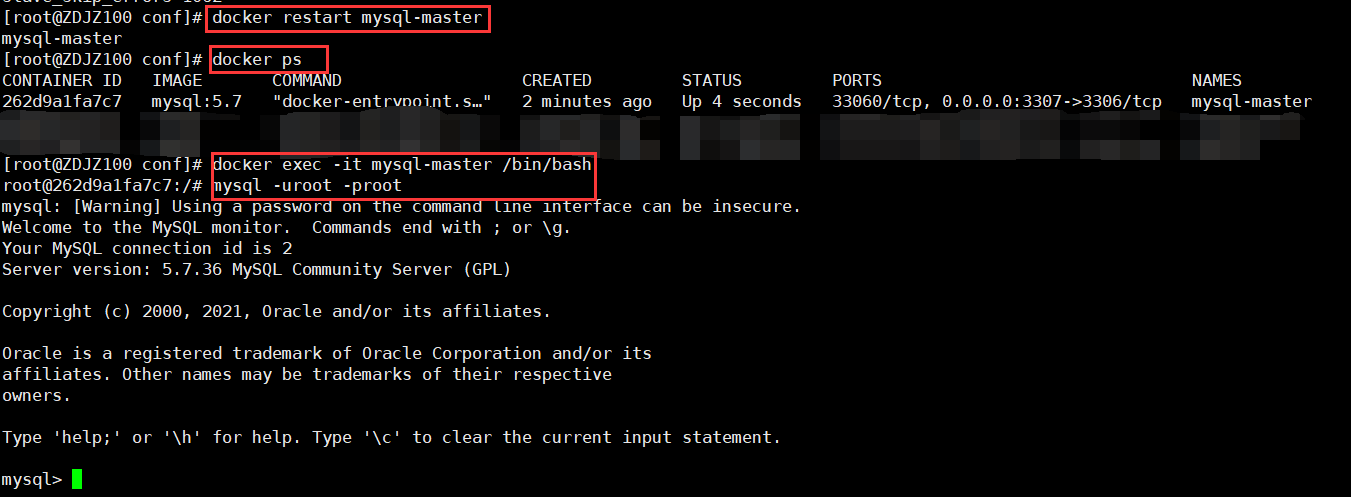 slave_skip_errors=1062
[root@ZDJZ100 conf]# docker restart mysql-master
mysql-master
[root@ZDJZ100 conf]# docker ps
CONTAINER ID   IMAGE       COMMAND                  CREATED         STATUS         PORTS                               NAMES
262d9a1fa7c7   mysql:5.7   "docker-entrypoint.s…"   2 minutes ago   Up 4 seconds   33060/tcp, 0.0.0.0:3307->3306/tcp   mysql-master
[root@ZDJZ100 conf]# docker exec -it mysql-master /bin/bash
root@262d9a1fa7c7:/# mysql -uroot -proot
mysql: [Warning] Using a password on the command line interface can be insecure.
Welcome to the MySQL monitor.  Commands end with ; or \g.
Your MySQL connection id is 2
Server version: 5.7.36 MySQL Community Server (GPL)
Copyright (c) 2000, 2021, Oracle and/or its affiliates.
Oracle is a registered trademark of Oracle Corporation and/or its
affiliates. Other names may be trademarks of their respective
owners.
Type 'help;' or '\h' for help. Type '\c' to clear the current input statement.
mysql>